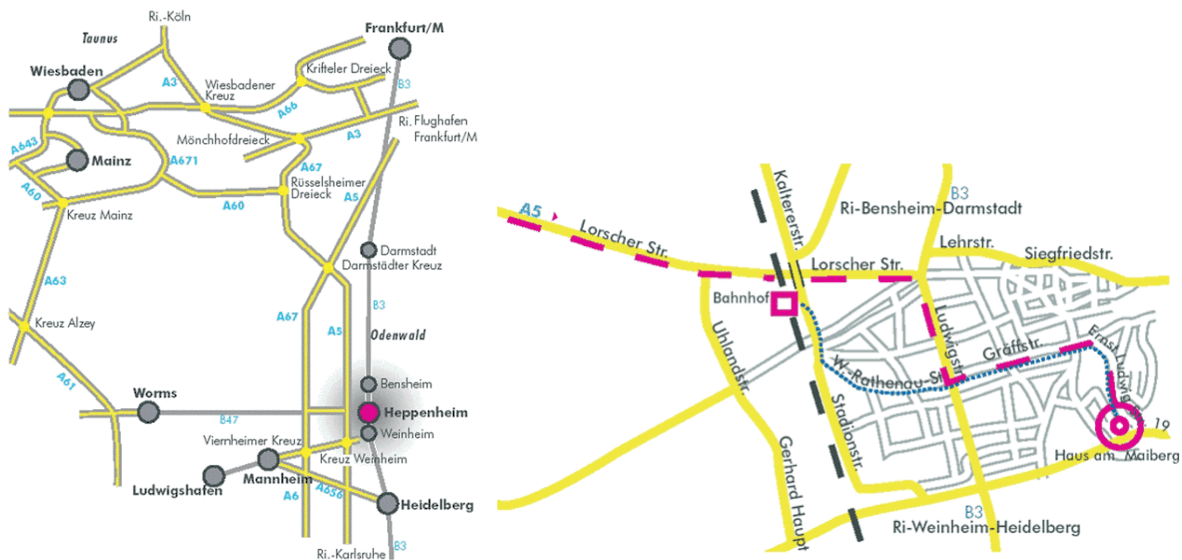 Ri.-Köln
Taunus
Frankfurt/M
Wiesbaden
A3
Wiesbadener
Kreuz
Krifteler Dreieck
B3
A66
Mönchhofdreieck
A3
Ri. Flughafen
Frankfurt/M
A643
Mainz
A671
A67
A60
Rüsselsheimer
Dreieck
A5
A60
Kreuz Mainz
Darmstadt
Darmstädter Kreuz
A63
B3
A67
A5
Odenwald
Kreuz Alzey
A61
Bensheim
Worms
B47
Heppenheim
Viernheimer Kreuz
Weinheim
Kreuz Weinheim
Ludwigshafen
Mannheim
A6
A656
Heidelberg
Ri.-Karlsruhe
B3
Kaltererstr.
B3
Ri-Bensheim-Darmstadt
A5
Lorscher Str.
Lehrstr.
Siegfriedstr.
Lorscher Str.
Bahnhof
Uhlandstr.
Ludwigstr.
Gräffstr.
W-Rathenau-St
Ernst-Ludwig-Str. 19
Stadionstr.
Haus am Maiberg
Gerhard Haupt
B3
Ri-Weinheim-Heidelberg